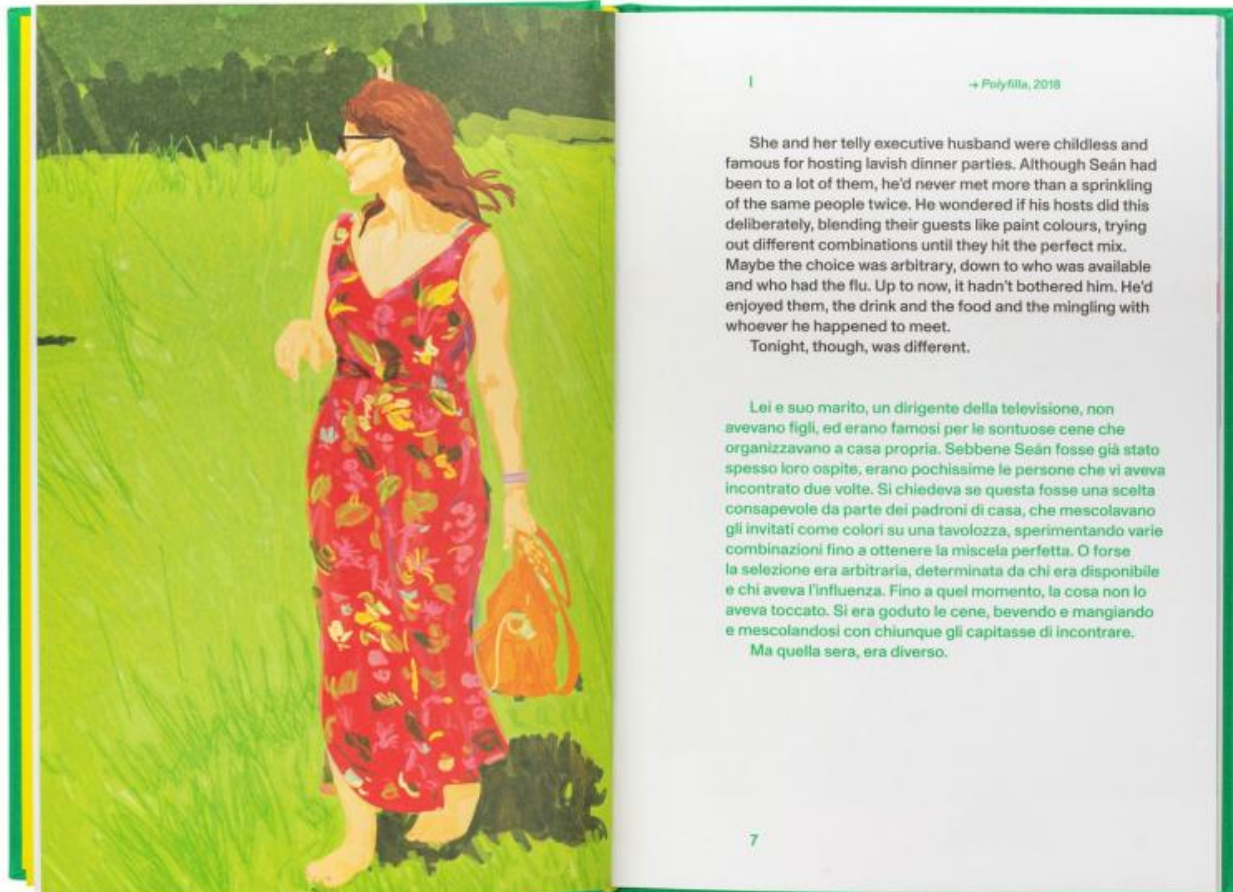 I
→ Polyfilla, 2018
She and her telly executive husband were childless and
famous for hosting lavish dinner parties. Although Seán had
been to a lot of them, he'd never met more than a sprinkling
of the same people twice. He wondered if his hosts did this
deliberately, blending their guests like paint colours, trying
out different combinations until they hit the perfect mix.
Maybe the choice was arbitrary, down to who was available
and who had the flu. Up to now, it hadn't bothered him. He'd
enjoyed them, the drink and the food and the mingling with
whoever he happened to meet.
Tonight, though, was different.
Lei e suo marito, un dirigente della televisione, non
avevano figli, ed erano famosi per le sontuose cene che
organizzavano a casa propria. Sebbene Seán fosse già stato
spesso loro ospite, erano pochissime le persone che vi aveva
incontrato due volte. Si chiedeva se questa fosse una scelta
consapevole da parte dei padroni di casa, che mescolavano
gli invitati come colori su una tavolozza, sperimentando varie
combinazioni fino a ottenere la miscela perfetta. O forse
la selezione era arbitraria, determinata da chi era disponibile
e chi aveva l'influenza. Fino a quel momento, la cosa non lo
aveva toccato. Si era goduto le cene, bevendo e mangiando
e mescolandosi con chiunque gli capitasse di incontrare.
Ma quella sera, era diverso.
7